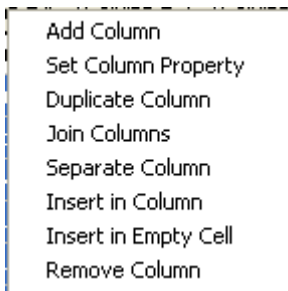 Add Column
Set Column Property
Duplicate Column
Join Columns
Separate Column
Insert in Column
Insert in Empty Cell
Remove Column